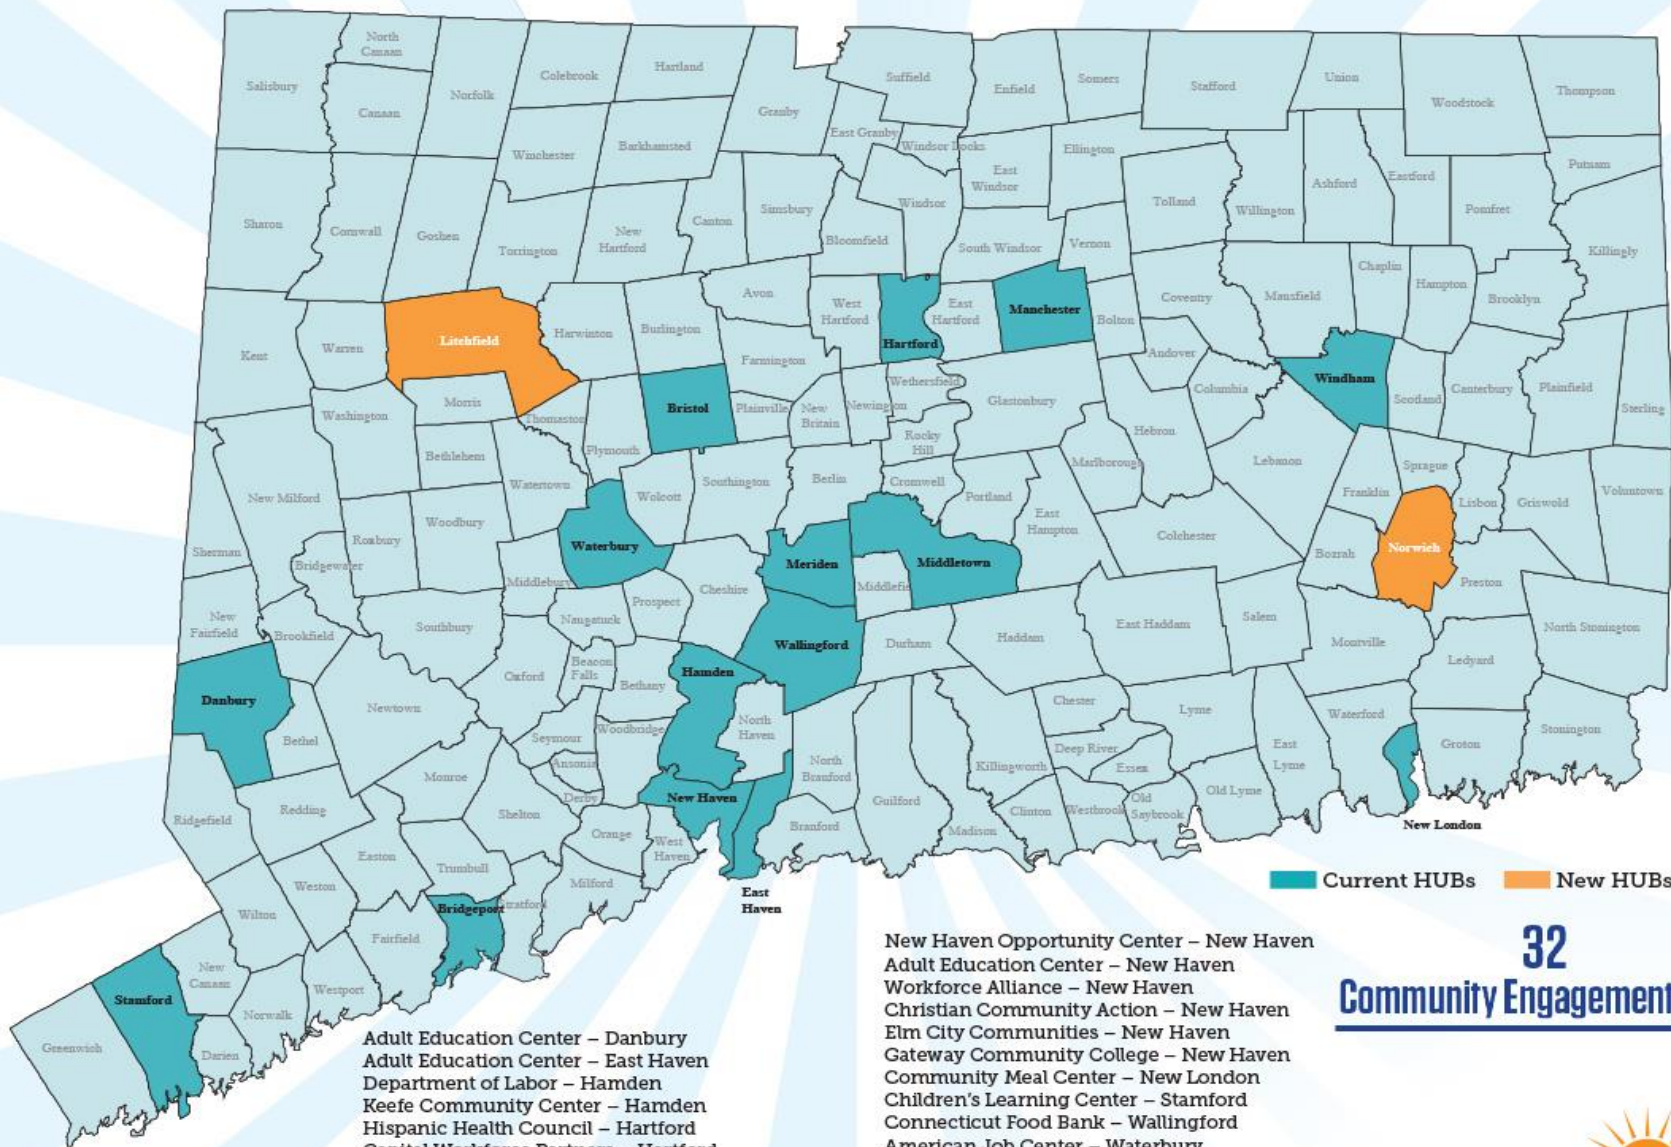 North
Canaan
Salisbury
Canaan
Norfolk
Colebrook
Hartland
Granby
Suffield
Enfield
Somers
Stafford
Union
Woodstock
Thompson
Winchester
Barkhamsted
East Granby
Windsor Locks
East
Windsor
Ellington
Ashford
Eastford
Putnam
Sharon
Cornwall
Goshen
Torrington
New
Hartford
Canton
Simsbury
Bloomfield
Windsor
South Windsor
Vernon
Tolland
Willington
Pomfret
Killingly
Kent
Warren
Litchfield
Harwinton
Burlington
Avon
West
Hartford
Hartford
East
Hartford
Manchester
Bolton
Coventry
Mansfield
Chaplin
Hampton
Brooklyn
Farmington
Andover
Columbia
Windham
Scotland
Canterbury
Plainfield
Sterling
Washington
Morris
Thomaston
Bristol
Plainville
New
Britain
Newington
Wethersfield
Glastonbury
Hebron
Rocky
Hill
Marlborough
Lebanon
Sprague
Franklin
Lisbon
Griswold
Voluntown
Bethlehem
Plymouth
Watertown
Wolcott
Southington
Berlin
Cromwell
Portland
East
Hampton
Colchester
New Milford
Woodbury
Roxbury
Sherman
Bridgewater
Waterbury
Middlebury
Cheshire
Meriden
Middlefie
Middletown
Bozrah
Norwich
Preston
New
Fairfield
Brookfield
Southbury
Naugatuck
Prospect
Wallingford
Durham
Haddam
East Haddam
Salem
Montville
North Stonington
Ledyard
Danbury
Bethel
Newtown
Oxford
Beacon
Falls
Bethany
Hamden
North
Haven
Chester
Lyme
Waterford
Groton
Stonington
Seymour
Woodbridge
Ansonia
Derby
Monroe
Shelton
New Haven
North
Branford
Guilford
Killingworth
Deep River
Essex
East
Lyme
Old Lyme
Ridgefield
Redding
Orange
West
Haven
Branford
Madison
Clinton
Westbrook
Old
Saybrook
New London
Easton
Trumbull
Milford
East
Haven
Weston
Wilton
Bridgeport
Stratford
Fairfield
New
Canaan
Westport
Norwalk
Stamford
Darien
Greenwich
Current HUBs
New HUBs
32
Community Engagement
Adult Education Center – Danbury
Adult Education Center – East Haven
Department of Labor – Hamden
Keefe Community Center – Hamden
Hispanic Health Council – Hartford
Capital Workforce Partners – Hartford
New Haven Opportunity Center – New Haven
Adult Education Center – New Haven
Workforce Alliance – New Haven
Christian Community Action – New Haven
Elm City Communities – New Haven
Gateway Community College – New Haven
Community Meal Center – New London
Children's Learning Center – Stamford
Connecticut Food Bank – Wallingford
American Job Center – Waterbury